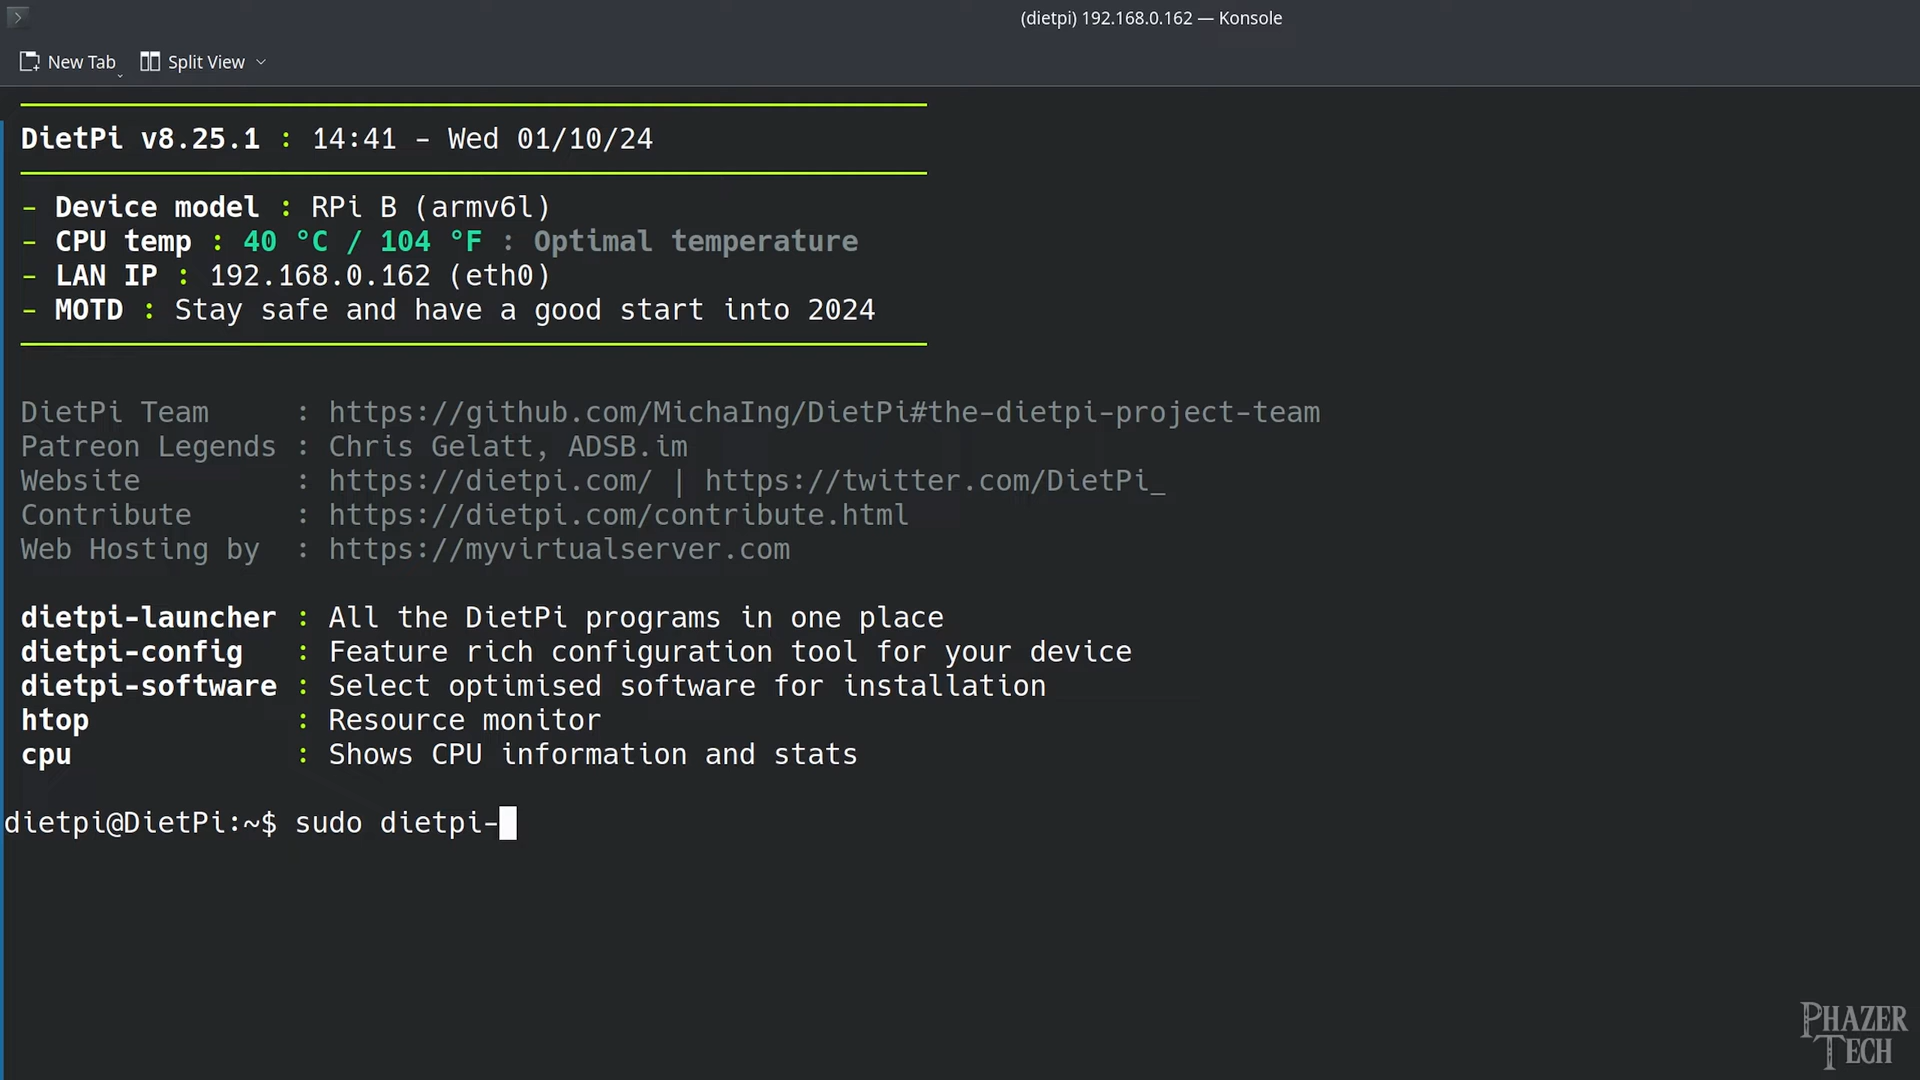 (dietpi) 192.168.0.162 — Konsole
New Tab
Split View
DietPi v8.25.1 : 14:41 - Wed 01/10/24
- Device model : RPi B (armv6l)
- CPU temp : 40 °C / 104 °F : Optimal temperature
- LAN IP : 192.168.0.162 (eth0)
- MOTD : Stay safe and have a good start into 2024
DietPi Team : https://github.com/MichaIng/DietPi#the-dietpi-project-team
Patreon Legends : Chris Gelatt, ADSB.im
Website : https://dietpi.com/ | https://twitter.com/DietPi_
Contribute : https://dietpi.com/contribute.html
Web Hosting by : https://myvirtualserver.com
dietpi-launcher : All the DietPi programs in one place
dietpi-config : Feature rich configuration tool for your device
dietpi-software : Select optimised software for installation
htop : Resource monitor
cpu : Shows CPU information and stats
dietpi@DietPi:~$ sudo dietpi-
PHAZER
TECH